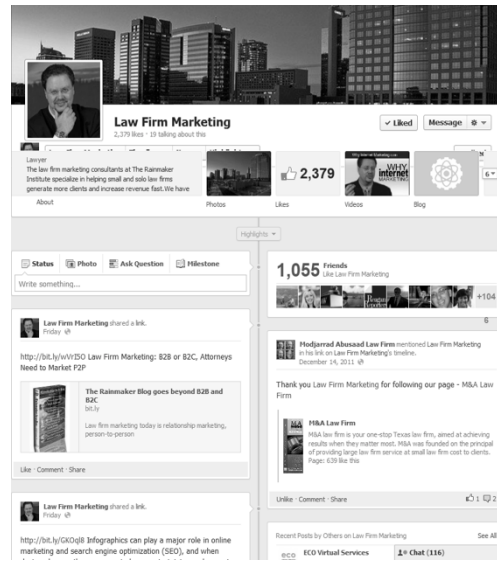 Law Firm Marketing
2,379 likes · 19 talking about this
Liked
Message
Lawyer
The law firm marketing consultants at The Rainmaker
Institute specialize in helping small and solo law firms
generate more clients and increase revenue fast.We have
About
Photos
2,379
Likes
WHY
internet
MARKETING
Videos
Blog
6
Highlights
Status
Photo
Ask Question
Milestone
Write something...
Law Firm Marketing shared a link.
Friday
http://bit.ly/wVrI5O Law Firm Marketing: B2B or B2C, Attorneys
Need to Market P2P
The Rainmaker Blog goes beyond B2B and
B2C
bit.ly
Law firm marketing today is relationship marketing,
person-to-person
Like · Comment · Share
Law Firm Marketing shared a link.
Friday
http://bit.ly/GKOql8 Infographics can play a major role in online
marketing and search engine optimization (SEO), and when
1,055 Friends
Like Law Firm Marketing
+104
6
Modjarrad Abusaad Law Firm mentioned Law Firm Marketing
in his link on Law Firm Marketing's timeline.
December 14, 2011
Thank you Law Firm Marketing for following our page - M&A Law
Firm
M&A Law Firm
M&A law firm is your one-stop Texas law firm, aimed at achieving
results when they matter most. M&A was founded on the principal
of providing large law firm service at small law firm cost to clients.
Page: 639 like this
Unlike · Comment · Share
1
2
Recent Posts by Others on Law Firm Marketing
See All
eco
ECO Virtual Services
Chat (116)